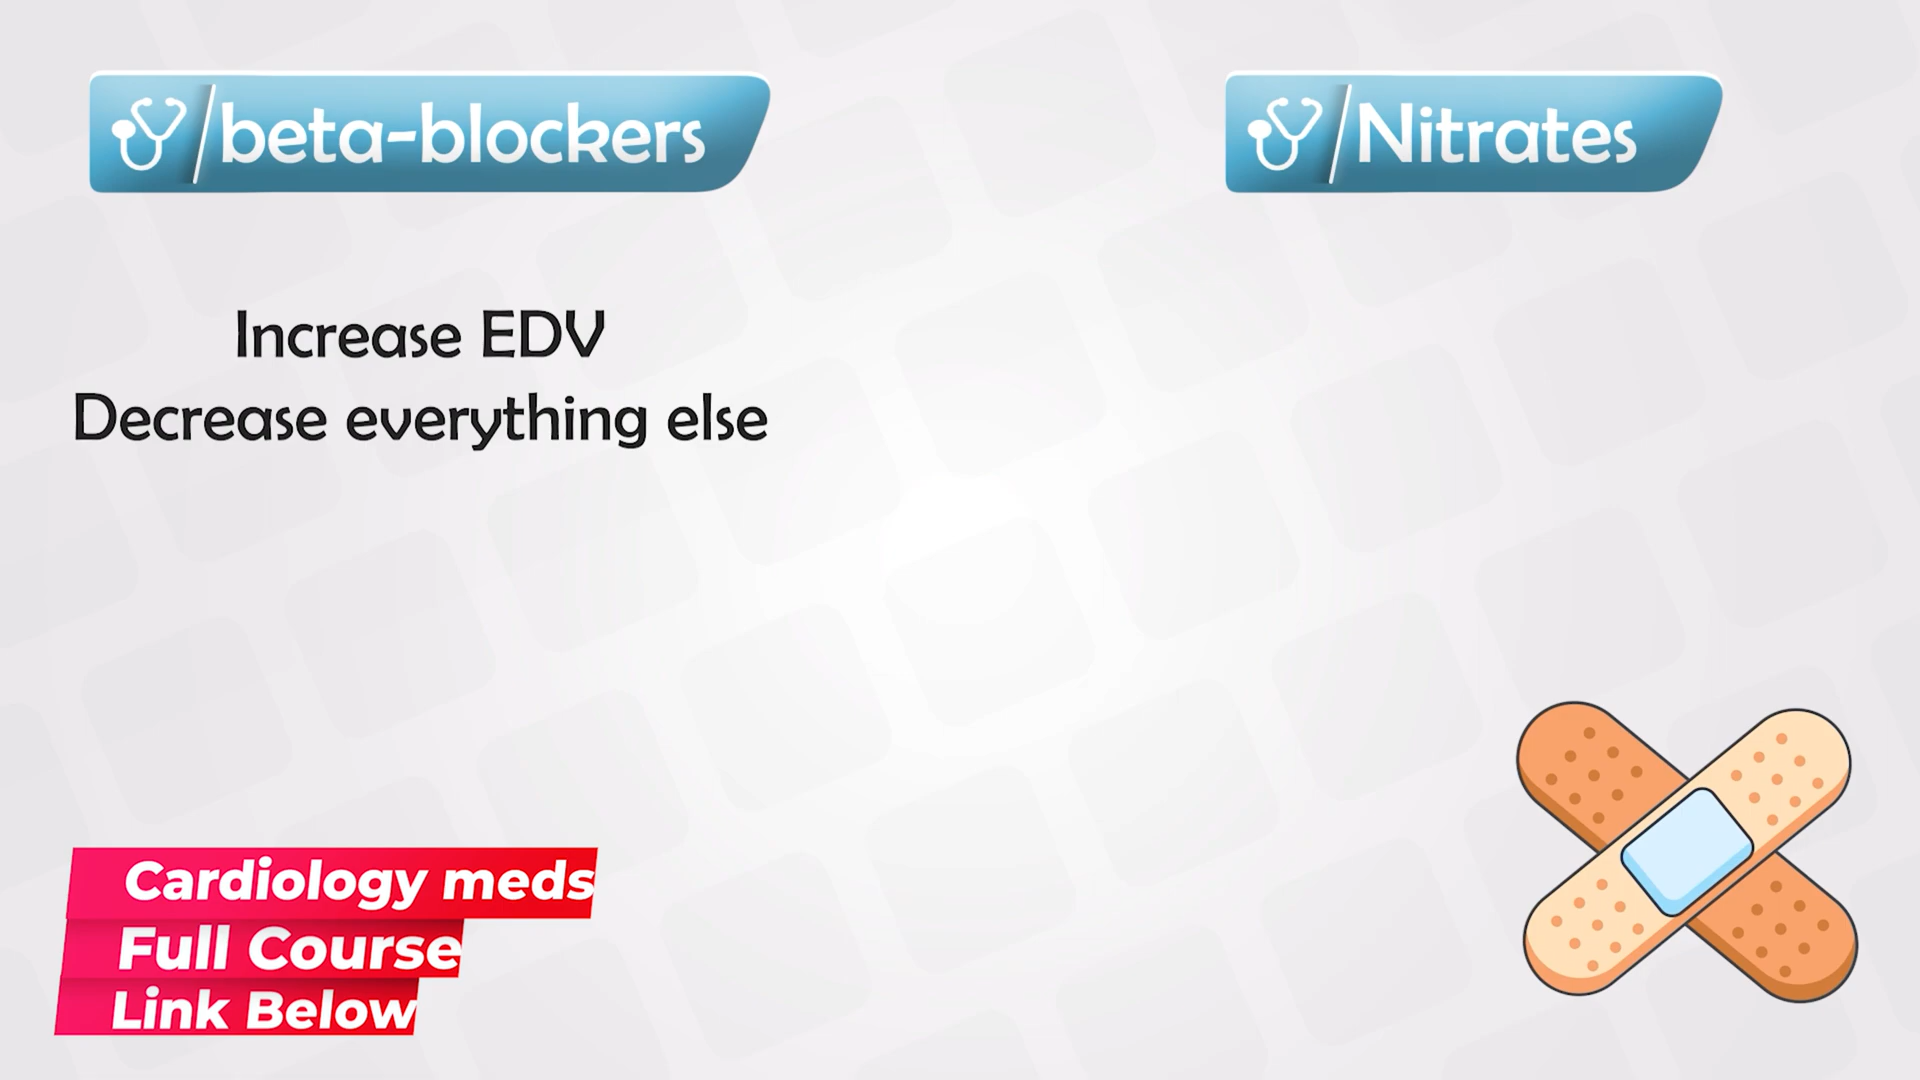 beta-blockers
Nitrates
Increase EDV
Decrease everything else
Cardiology meds
Full Course
Link Below